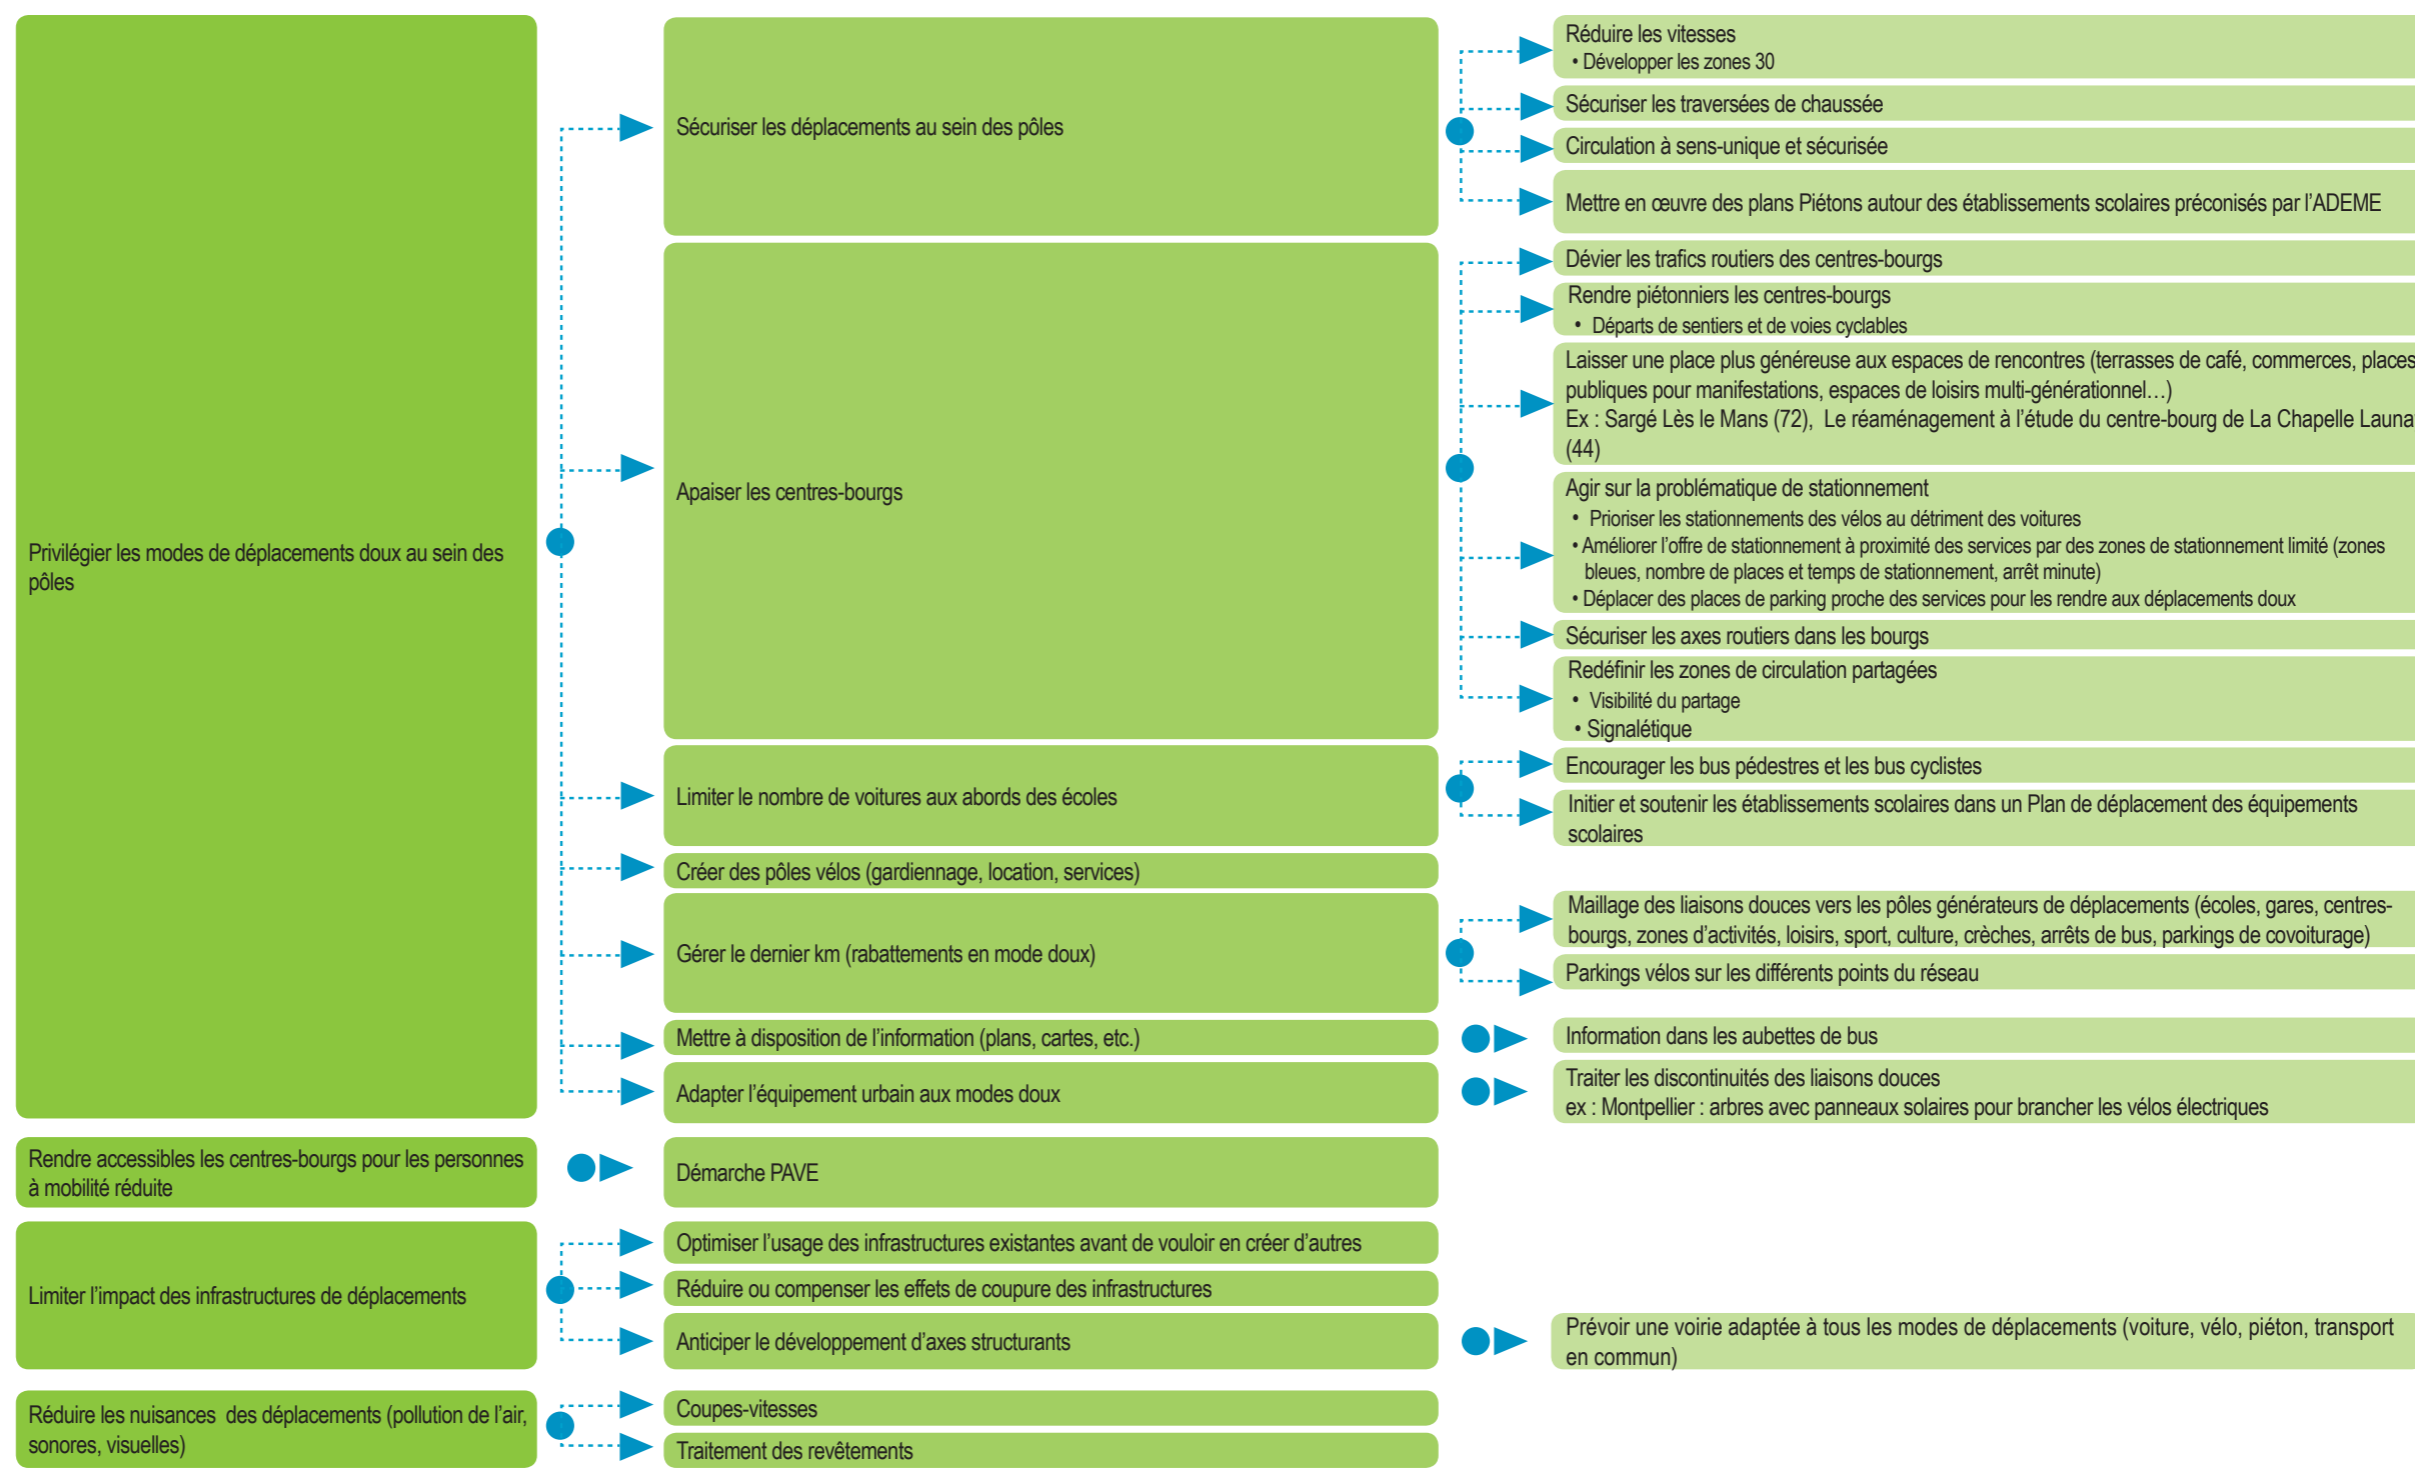 Privilégier les modes de déplacements doux au sein des
pôles
Sécuriser les déplacements au sein des pôles
Réduire les vitesses
• Développer les zones 30
Sécuriser les traversées de chaussée
Circulation à sens-unique et sécurisée
Mettre en œuvre des plans Piétons autour des établissements scolaires préconisés par l'ADEME
Apaiser les centres-bourgs
Dévier les trafics routiers des centres-bourgs
Rendre piétonniers les centres-bourgs
• Départs de sentiers et de voies cyclables
Laisser une place plus généreuse aux espaces de rencontres (terrasses de café, commerces, places
publiques pour manifestations, espaces de loisirs multi-générationnel…)
Ex : Sargé Lès le Mans (72), Le réaménagement à l'étude du centre-bourg de La Chapelle
(44)
Agir sur la problématique de stationnement
• Prioriser les stationnements des vélos au détriment des voitures
• Améliorer l'offre de stationnement à proximité des services par des zones de stationnement limité (zones
bleues, nombre de places et temps de stationnement, arrêt minute)
• Déplacer des places de parking proche des services pour les rendre aux déplacements doux
Sécuriser les axes routiers dans les bourgs
Redéfinir les zones de circulation partagées
• Visibilité du partage
• Signalétique
Limiter le nombre de voitures aux abords des écoles
Encourager les bus pédestres et les bus cyclistes
Initier et soutenir les établissements scolaires dans un Plan de déplacement des équipements
scolaires
Créer des pôles vélos (gardiennage, location, services)
Gérer le dernier km (rabattements en mode doux)
Maillage des liaisons douces vers les pôles générateurs de déplacements (écoles, gares, centres-
bourgs, zones d'activités, loisirs, sport, culture, crèches, arrêts de bus, parkings de covoiturage)
Parkings vélos sur les différents points du réseau
Mettre à disposition de l'information (plans, cartes, etc.)
Information dans les aubettes de bus
Adapter l'équipement urbain aux modes doux
Traiter les discontinuités des liaisons douces
ex : Montpellier : arbres avec panneaux solaires pour brancher les vélos électriques
Rendre accessibles les centres-bourgs pour les personnes
à mobilité réduite
Démarche PAVE
Limiter l'impact des infrastructures de déplacements
Optimiser l'usage des infrastructures existantes avant de vouloir en créer d'autres
Réduire ou compenser les effets de coupure des infrastructures
Anticiper le développement d'axes structurants
Prévoir une voirie adaptée à tous les modes de déplacements (voiture, vélo, piéton, transport
en commun)
Réduire les nuisances des déplacements (pollution de l'air,
sonores, visuelles)
Coupes-vitesses
Traitement des revêtements